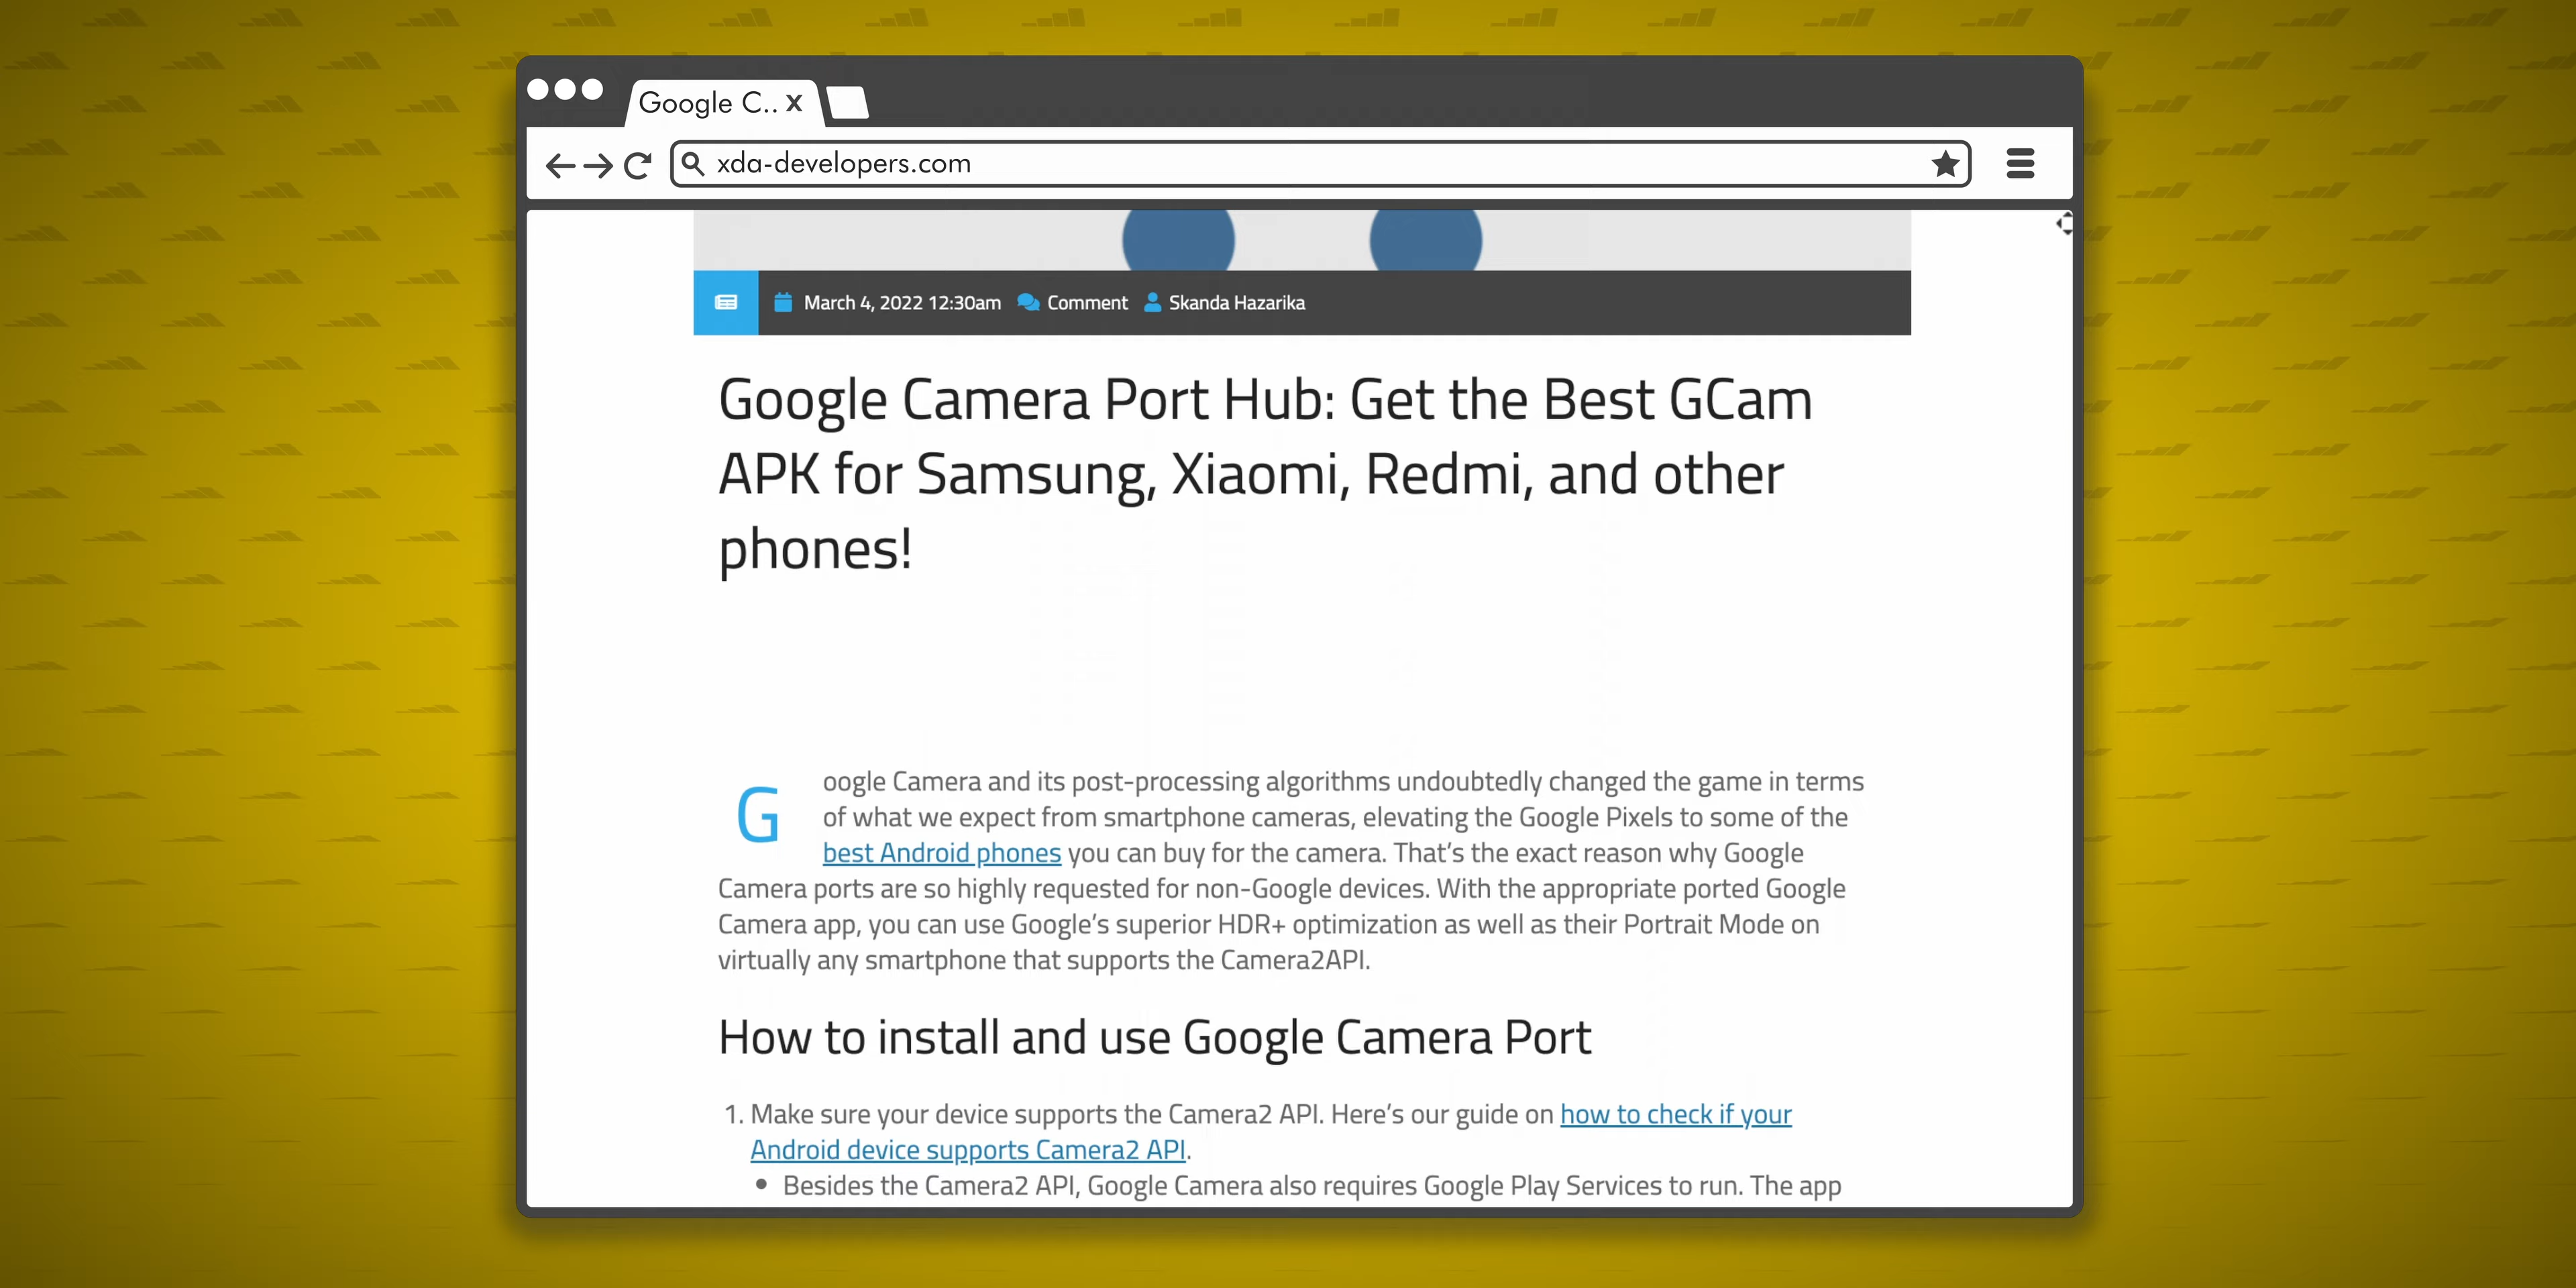 Google C.. x
xda-developers.com
March 4, 2022 12:30am Comment Skanda Hazarika
Google Camera Port Hub: Get the Best GCam
APK for Samsung, Xiaomi, Redmi, and other
phones!
Google Camera and its post-processing algorithms undoubtedly changed the game in terms
of what we expect from smartphone cameras, elevating the Google Pixels to some of the
best Android phones you can buy for the camera. That's the exact reason why Google
Camera ports are so highly requested for non-Google devices. With the appropriate ported Google
Camera app, you can use Google's superior HDR+ optimization as well as their Portrait Mode on
virtually any smartphone that supports the Camera2API.
How to install and use Google Camera Port
1. Make sure your device supports the Camera2 API. Here's our guide on how to check if your
Android device supports Camera2 API.
• Besides the Camera2 API, Google Camera also requires Google Play Services to run. The app